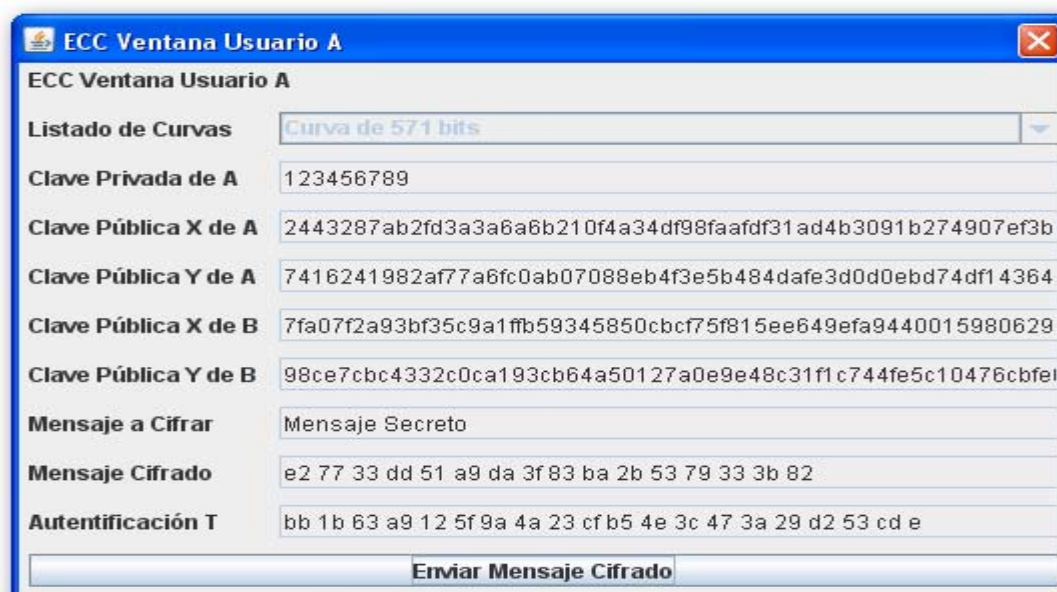 ECC Ventana Usuario A
ECC Ventana Usuario A
Listado de Curvas Curva de 571 bits
Clave Privada de A 123456789
Clave Pública X de A 2443287ab2fd3a3a6a6b210f4a34df98faafdf31ad4b3091b274907ef3b
Clave Pública Y de A 7416241982af77a6fc0ab07088eb4f3e5b484dafe3d0d0ebd74df14364
Clave Pública X de B 7fa07f2a93bf35c9a1ffb59345850cbcf75f815ee649efa9440015980629
Clave Pública Y de B 98ce7cbc4332c0ca193cb64a50127a0e9e48c31f1c744fe5c10476cbfe
Mensaje a Cifrar Mensaje Secreto
Mensaje Cifrado e2 77 33 dd 51 a9 da 3f 83 ba 2b 53 79 33 3b 82
Autentificación T bb 1b 63 a9 12 5f 9a 4a 23 cf b5 4e 3c 47 3a 29 d2 53 cd e
Enviar Mensaje Cifrado